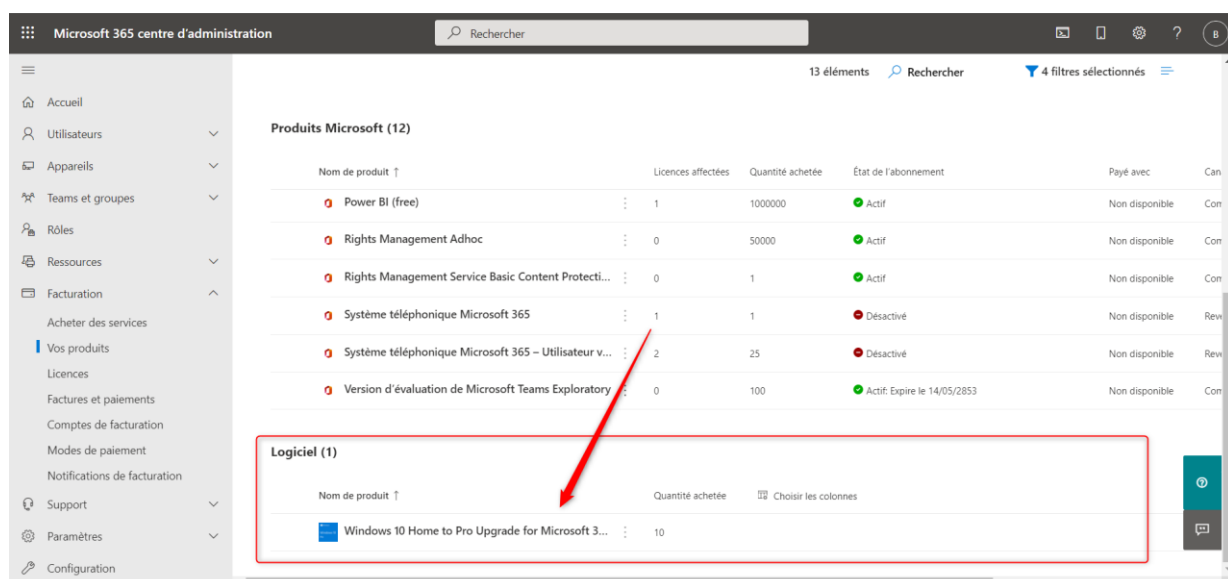 Microsoft 365 centre d'administration
Rechercher
B
13 éléments Rechercher 4 filtres sélectionnés
Accueil
Utilisateurs
Appareils
Teams et groupes
Rôles
Ressources
Facturation
Acheter des services
Vos produits
Licences
Factures et paiements
Comptes de facturation
Modes de paiement
Notifications de facturation
Support
Paramètres
Configuration
Produits Microsoft (12)
Nom de produit ↑ Licences affectées Quantité achetée État de l'abonnement Payé avec Can
Power BI (free) 1 1000000 Actif Non disponible Com
Rights Management Adhoc 0 50000 Actif Non disponible Com
Rights Management Service Basic Content Protecti... 0 1 Actif Non disponible Com
Système téléphonique Microsoft 365 1 1 Désactivé Non disponible Reve
Système téléphonique Microsoft 365 – Utilisateur v... 2 25 Désactivé Non disponible Reve
Version d'évaluation de Microsoft Teams Exploratory 0 100 Actif: Expire le 14/05/2853 Non disponible Com
Logiciel (1)
Nom de produit ↑ Quantité achetée Choisir les colonnes
Windows 10 Home to Pro Upgrade for Microsoft 3... 10